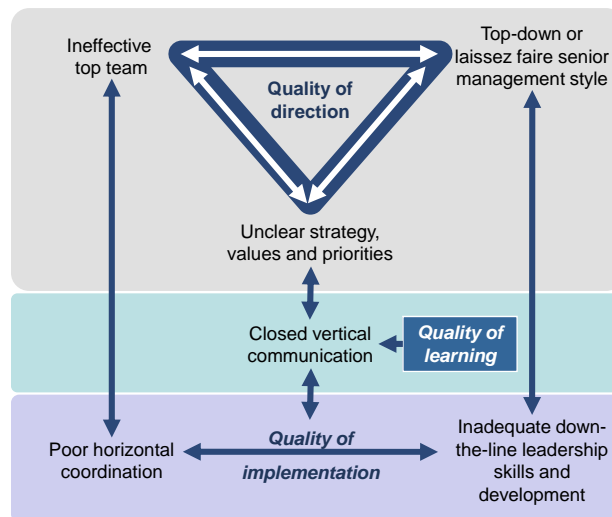 Ineffective
top team
Top-down or
laissez faire senior
management style
Quality of
direction
Unclear strategy,
values and priorities
Closed vertical
communication
Quality of
learning
Poor horizontal
coordination
Quality of
implementation
Inadequate down-
the-line leadership
skills and
development